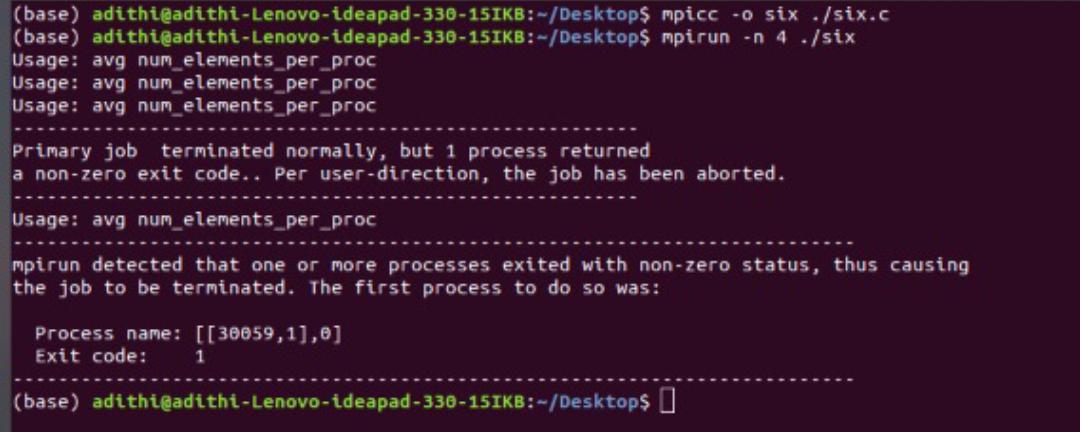 (base) adithi@adithi-Lenovo-ideapad-330-15IKB:~/Desktop$ mpicc -o six ./six.c
(base) adithi@adithi-Lenovo-ideapad-330-15IKB:~/Desktop$ mpirun -n 4 ./six
Usage: avg num_elements_per_proc
Usage: avg num_elements_per_proc
Usage: avg num_elements_per_proc
-------------------------------------------------------
Primary job  terminated normally, but 1 process returned
a non-zero exit code.. Per user-direction, the job has been aborted.
-------------------------------------------------------
Usage: avg num_elements_per_proc
--------------------------------------------------------------------------
mpirun detected that one or more processes exited with non-zero status, thus causing
the job to be terminated. The first process to do so was:

  Process name: [[30059,1],0]
  Exit code:    1
--------------------------------------------------------------------------
(base) adithi@adithi-Lenovo-ideapad-330-15IKB:~/Desktop$